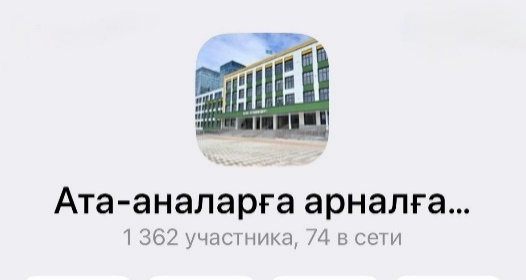 Ата-аналарға арналға...
1 362 участника, 74 в сети